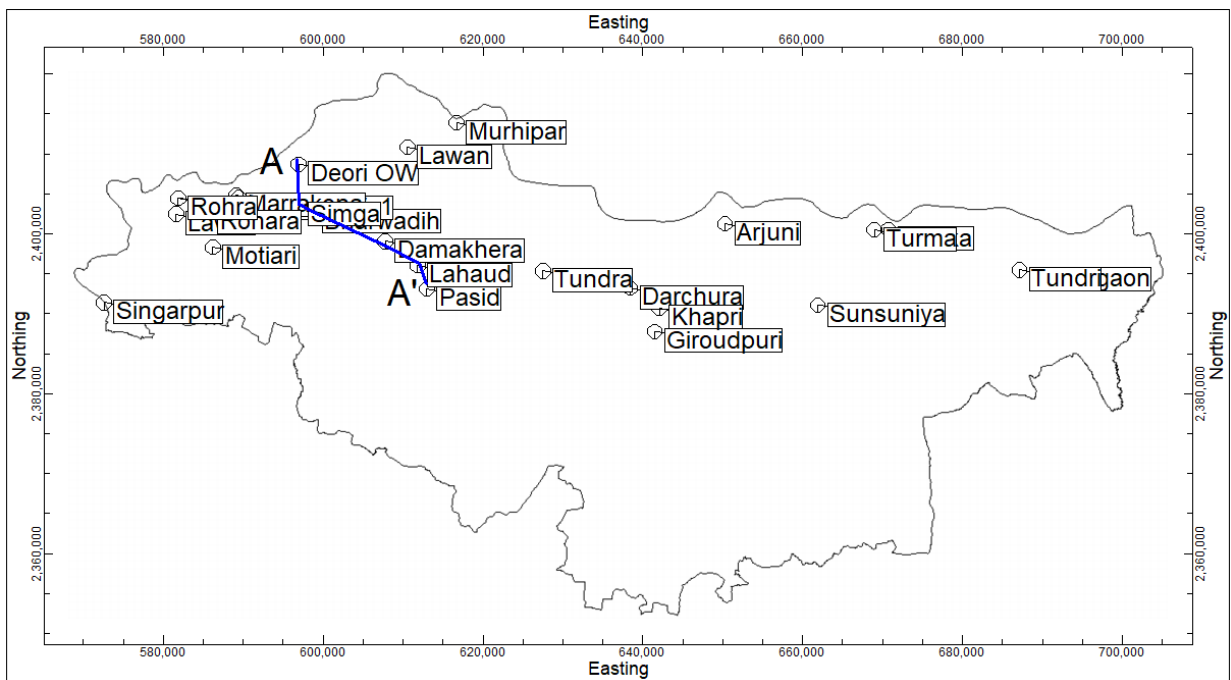 Easting
580,000 600,000 620,000 640,000 660,000 680,000 700,000
Murhipar
Lawan
A
Deori OW
Rohra
Simga
Rohara
Motiari
Damakhera
Lahaud
A'
Pasid
Singarpur
Tundra
Darchura
Khapri
Giroudpuri
Arjuni
Turma
Sunsuniya
Tundri
Northing
2,400,000
2,380,000
2,360,000
Northing
2,400,000
2,380,000
2,360,000
580,000 600,000 620,000 640,000 660,000 680,000 700,000
Easting